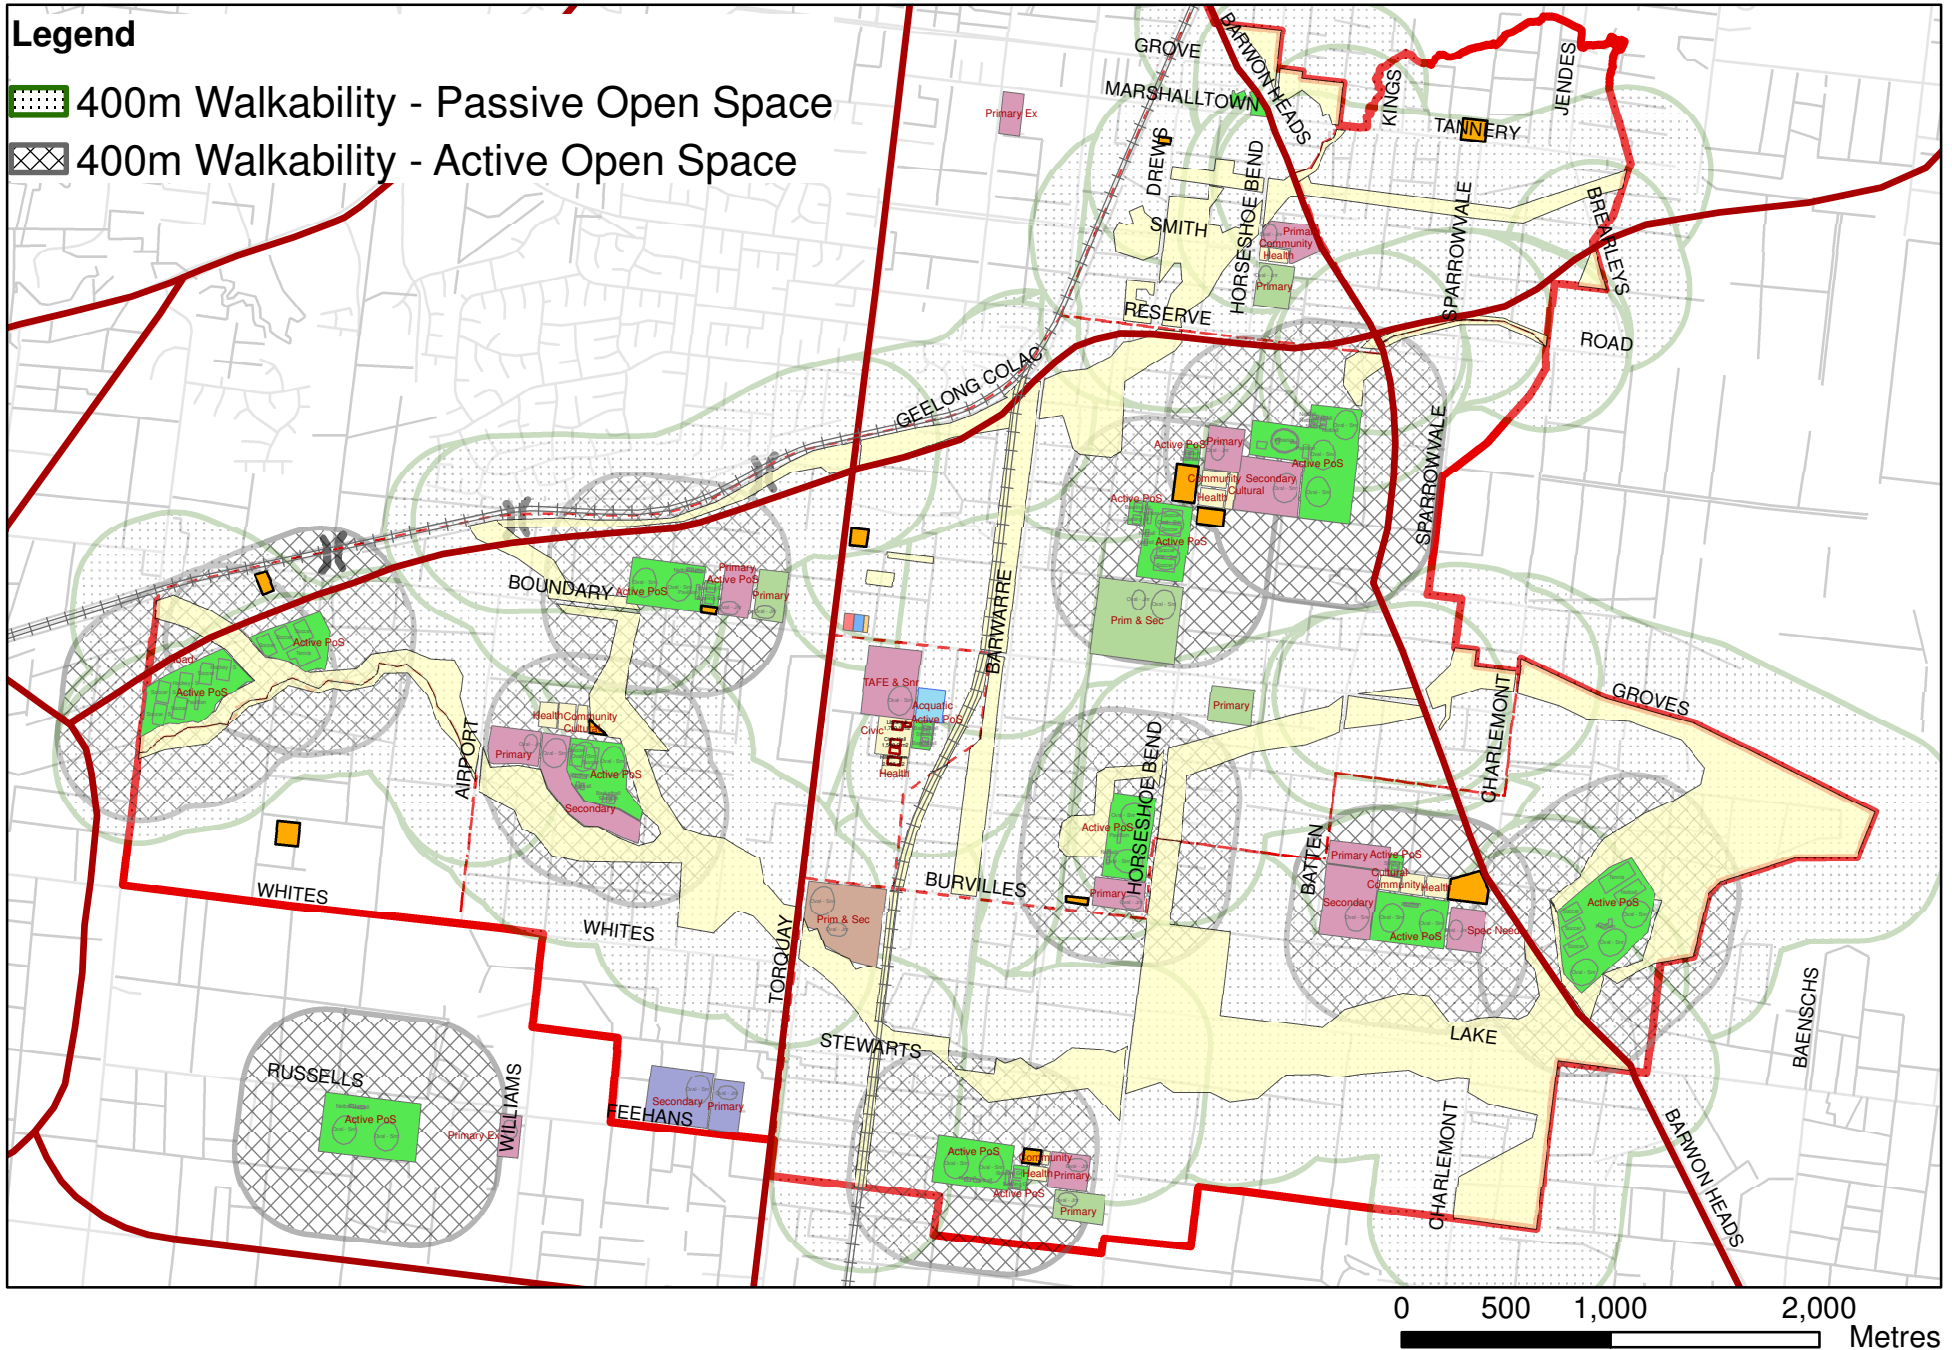 Legend
400m Walkability - Passive Open Space
400m Walkability - Active Open Space
GROVE
BARWON HEADS
MARSHALLTOWN
KINGS
JENDES
TANNERY
Primary Ex
DREWS
HORSESHOE BEND
SMITH
SPARROWVALE
BREARLEYS
Community
Health
Primary
RESERVE
ROAD
GEELONG COLAC
SPARROWVALE
Active PoS
Primary
Active PoS
Community
Secondary
Cultural
Health
Active PoS
Active PoS
Prim & Sec
BARWARRE
BOUNDARY
Primary
Active PoS
Active PoS
Primary
Active PoS
Active PoS
AIRPORT
Health
Community
Cultural
Primary
Active PoS
Secondary
TAFE & Snr
Acquatic
Active PoS
Civic
Health
Primary
HORSESHOE BEND
CHARLEMONT
GROVES
Active PoS
Primary
BURVILLES
BATTEN
Primary
Active PoS
Cultural
Community
Health
Secondary
Active PoS
Active PoS
WHITES
WHITES
Prim & Sec
TORQUAY
STEWARTS
LAKE
BAENSCHS
RUSSELLS
Active PoS
Primary Ex
WILLIAMS
Secondary
Primary
FEEHANS
Active PoS
Community
Health
Primary
Active PoS
Primary
CHARLEMONT
BARWON HEADS
0 500 1,000 2,000
Metres